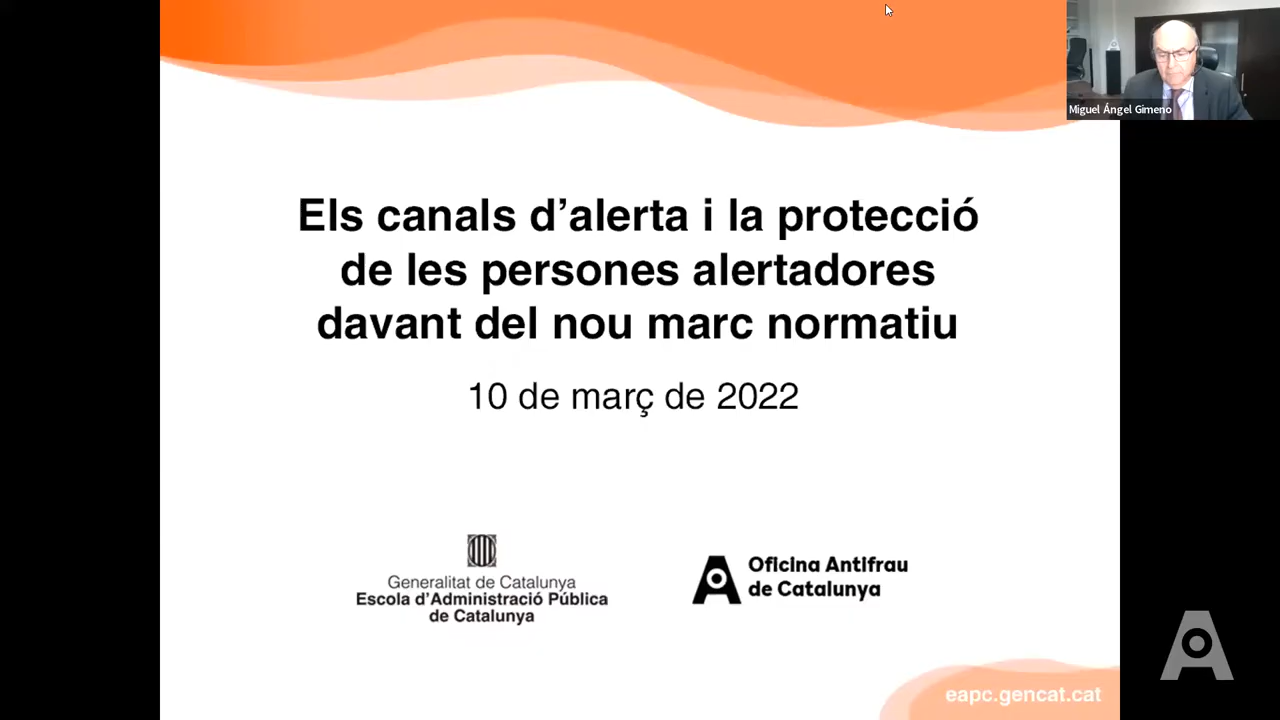 Miguel Ángel Gimeno
Els canals d’alerta i la protecció
de les persones alertadores
davant del nou marc normatiu
10 de març de 2022
Generalitat de Catalunya
Escola d’Administració Pública
de Catalunya
Oficina Antifrau
de Catalunya
eapc.gencat.cat